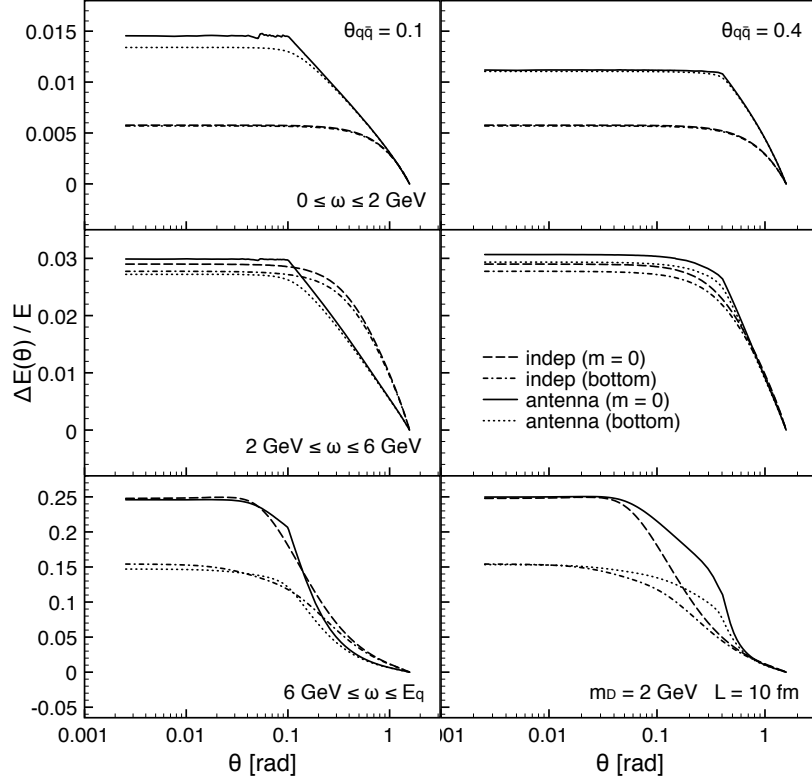 0.015
0.01
0.005
0
θqq̄ = 0.1
0 ≤ ω ≤ 2 GeV
θqq̄ = 0.4
ΔE(θ) / E
0.03
0.02
0.01
0
2 GeV ≤ ω ≤ 6 GeV
indep (m = 0)
indep (bottom)
antenna (m = 0)
antenna (bottom)
0.25
0.2
0.15
0.1
0.05
0
-0.05
6 GeV ≤ ω ≤ Eq
mD = 2 GeV L = 10 fm
0.001 0.01 0.1 1
01 0.01 0.1 1
θ [rad] θ [rad]